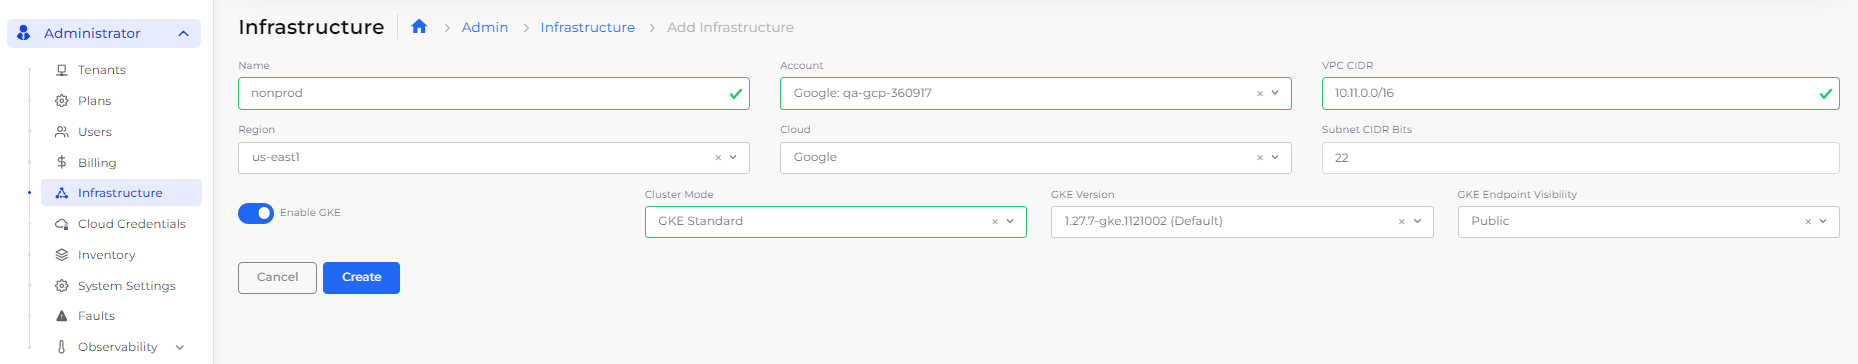 Administrator
Tenants
Plans
Users
Billing
Infrastructure
Cloud Credentials
Inventory
System Settings
Faults
Observability
Infrastructure Admin Infrastructure Add Infrastructure
Name Account VPC CIDR
nonprod Google: qa-gcp-360917 10.11.0.0/16
Region Cloud Subnet CIDR Bits
us-east1 Google 22
Enable GKE
Cluster Mode GKE Version GKE Endpoint Visibility
GKE Standard 1.27.7-gke.1121002 (Default) Public
Cancel Create